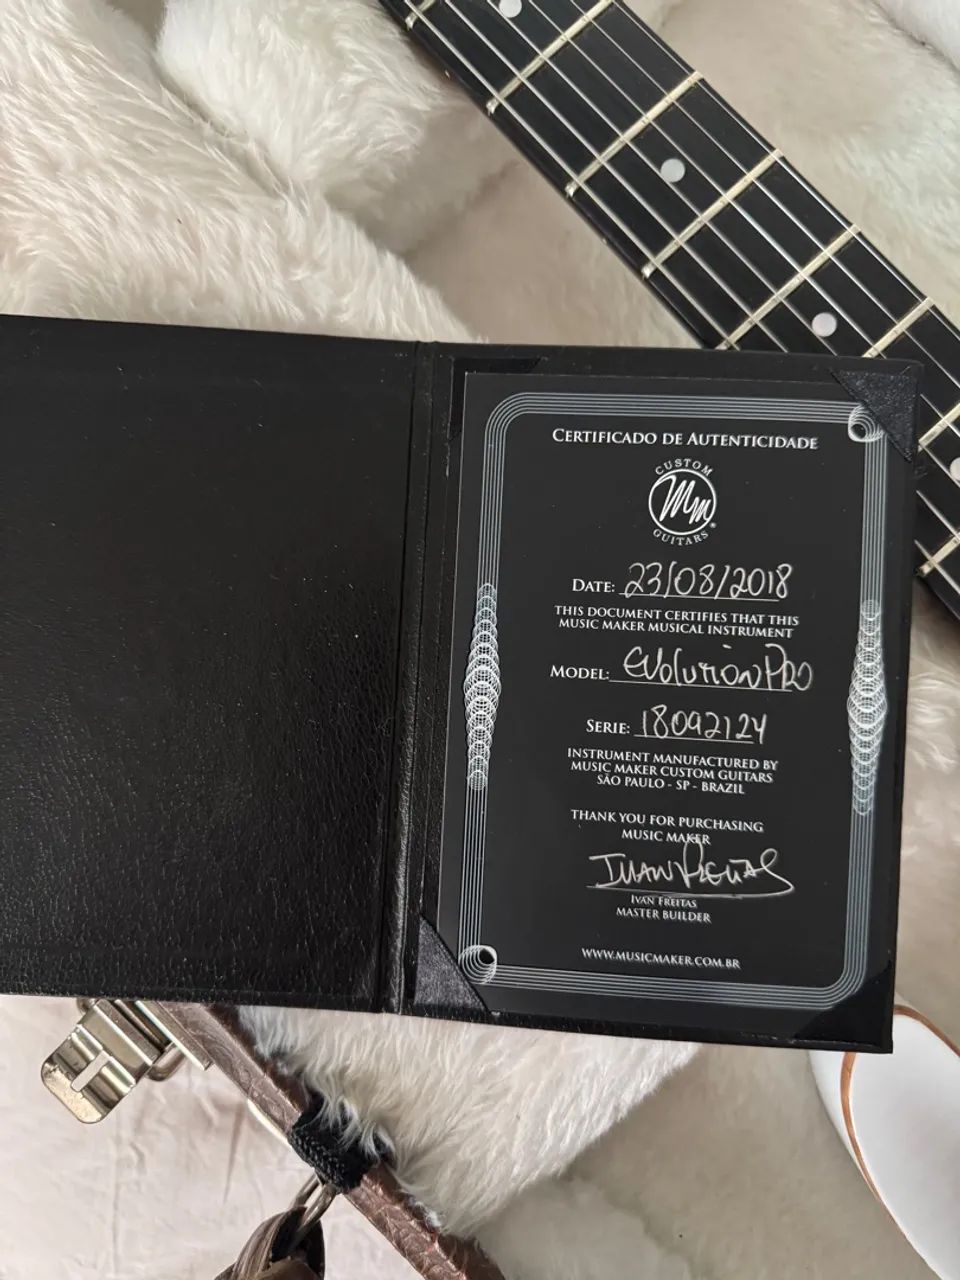 Certificado de Autenticidade
CUSTOM
Mm
GUITARS®
DATE: 23/08/2018
THIS DOCUMENT CERTIFIES THAT THIS
MUSIC MAKER MUSICAL INSTRUMENT
MODEL: Evolution Pro
SERIE: 18092124
INSTRUMENT MANUFACTURED BY
MUSIC MAKER CUSTOM GUITARS
SÃO PAULO - SP - BRAZIL
THANK YOU FOR PURCHASING
MUSIC MAKER
Ivan Freitas
IVAN FREITAS
MASTER BUILDER
WWW.MUSICMAKER.COM.BR